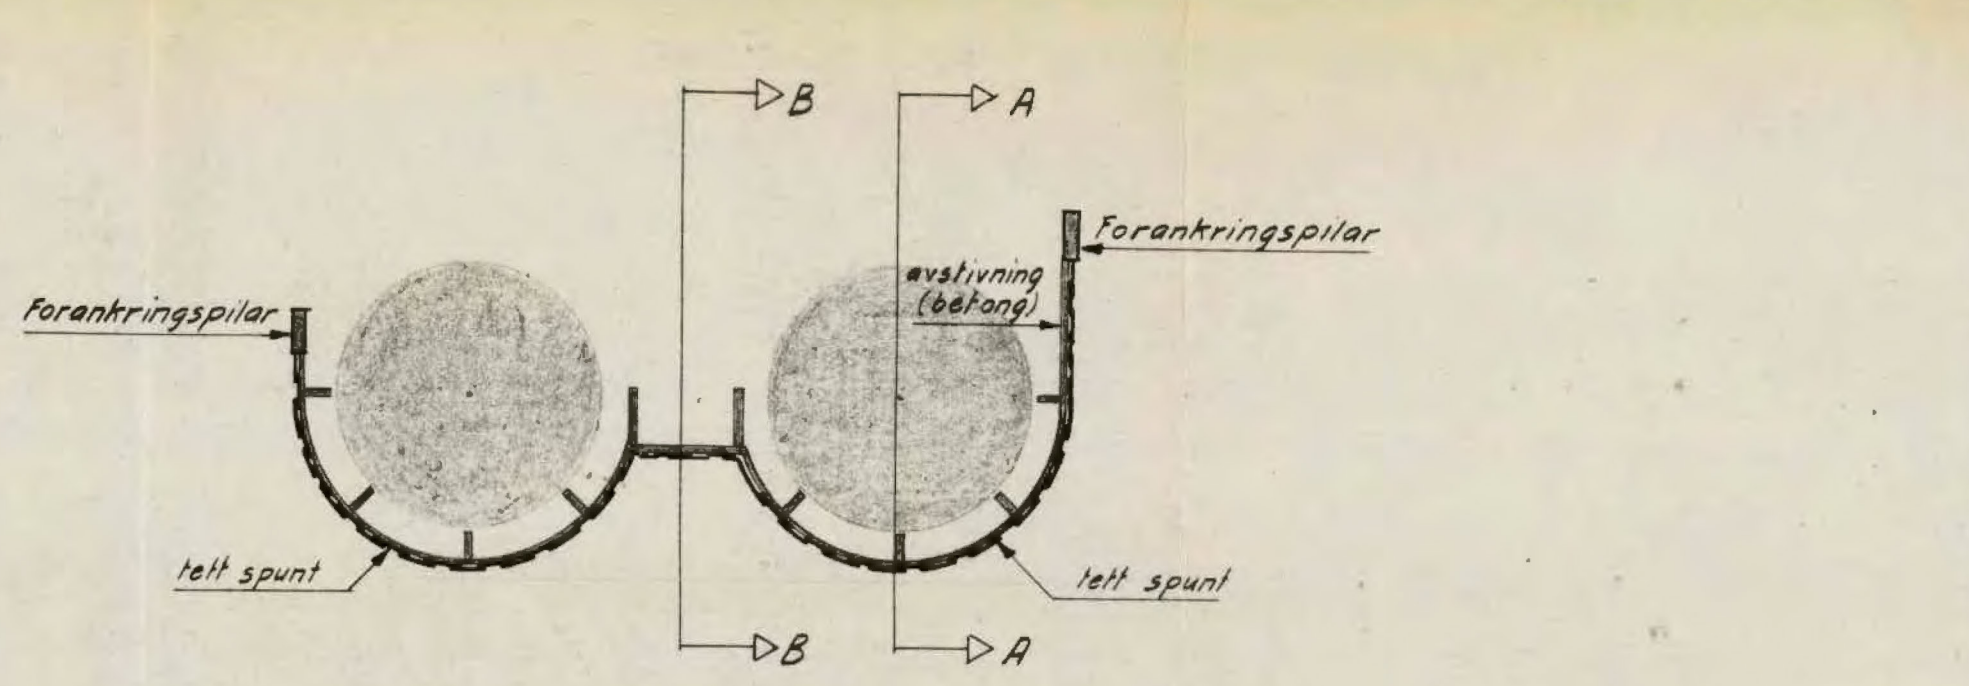 B
A
Forankringspilar
avstivning
(betong)
Forankringspilar
tett spunt
tett spunt
B
A